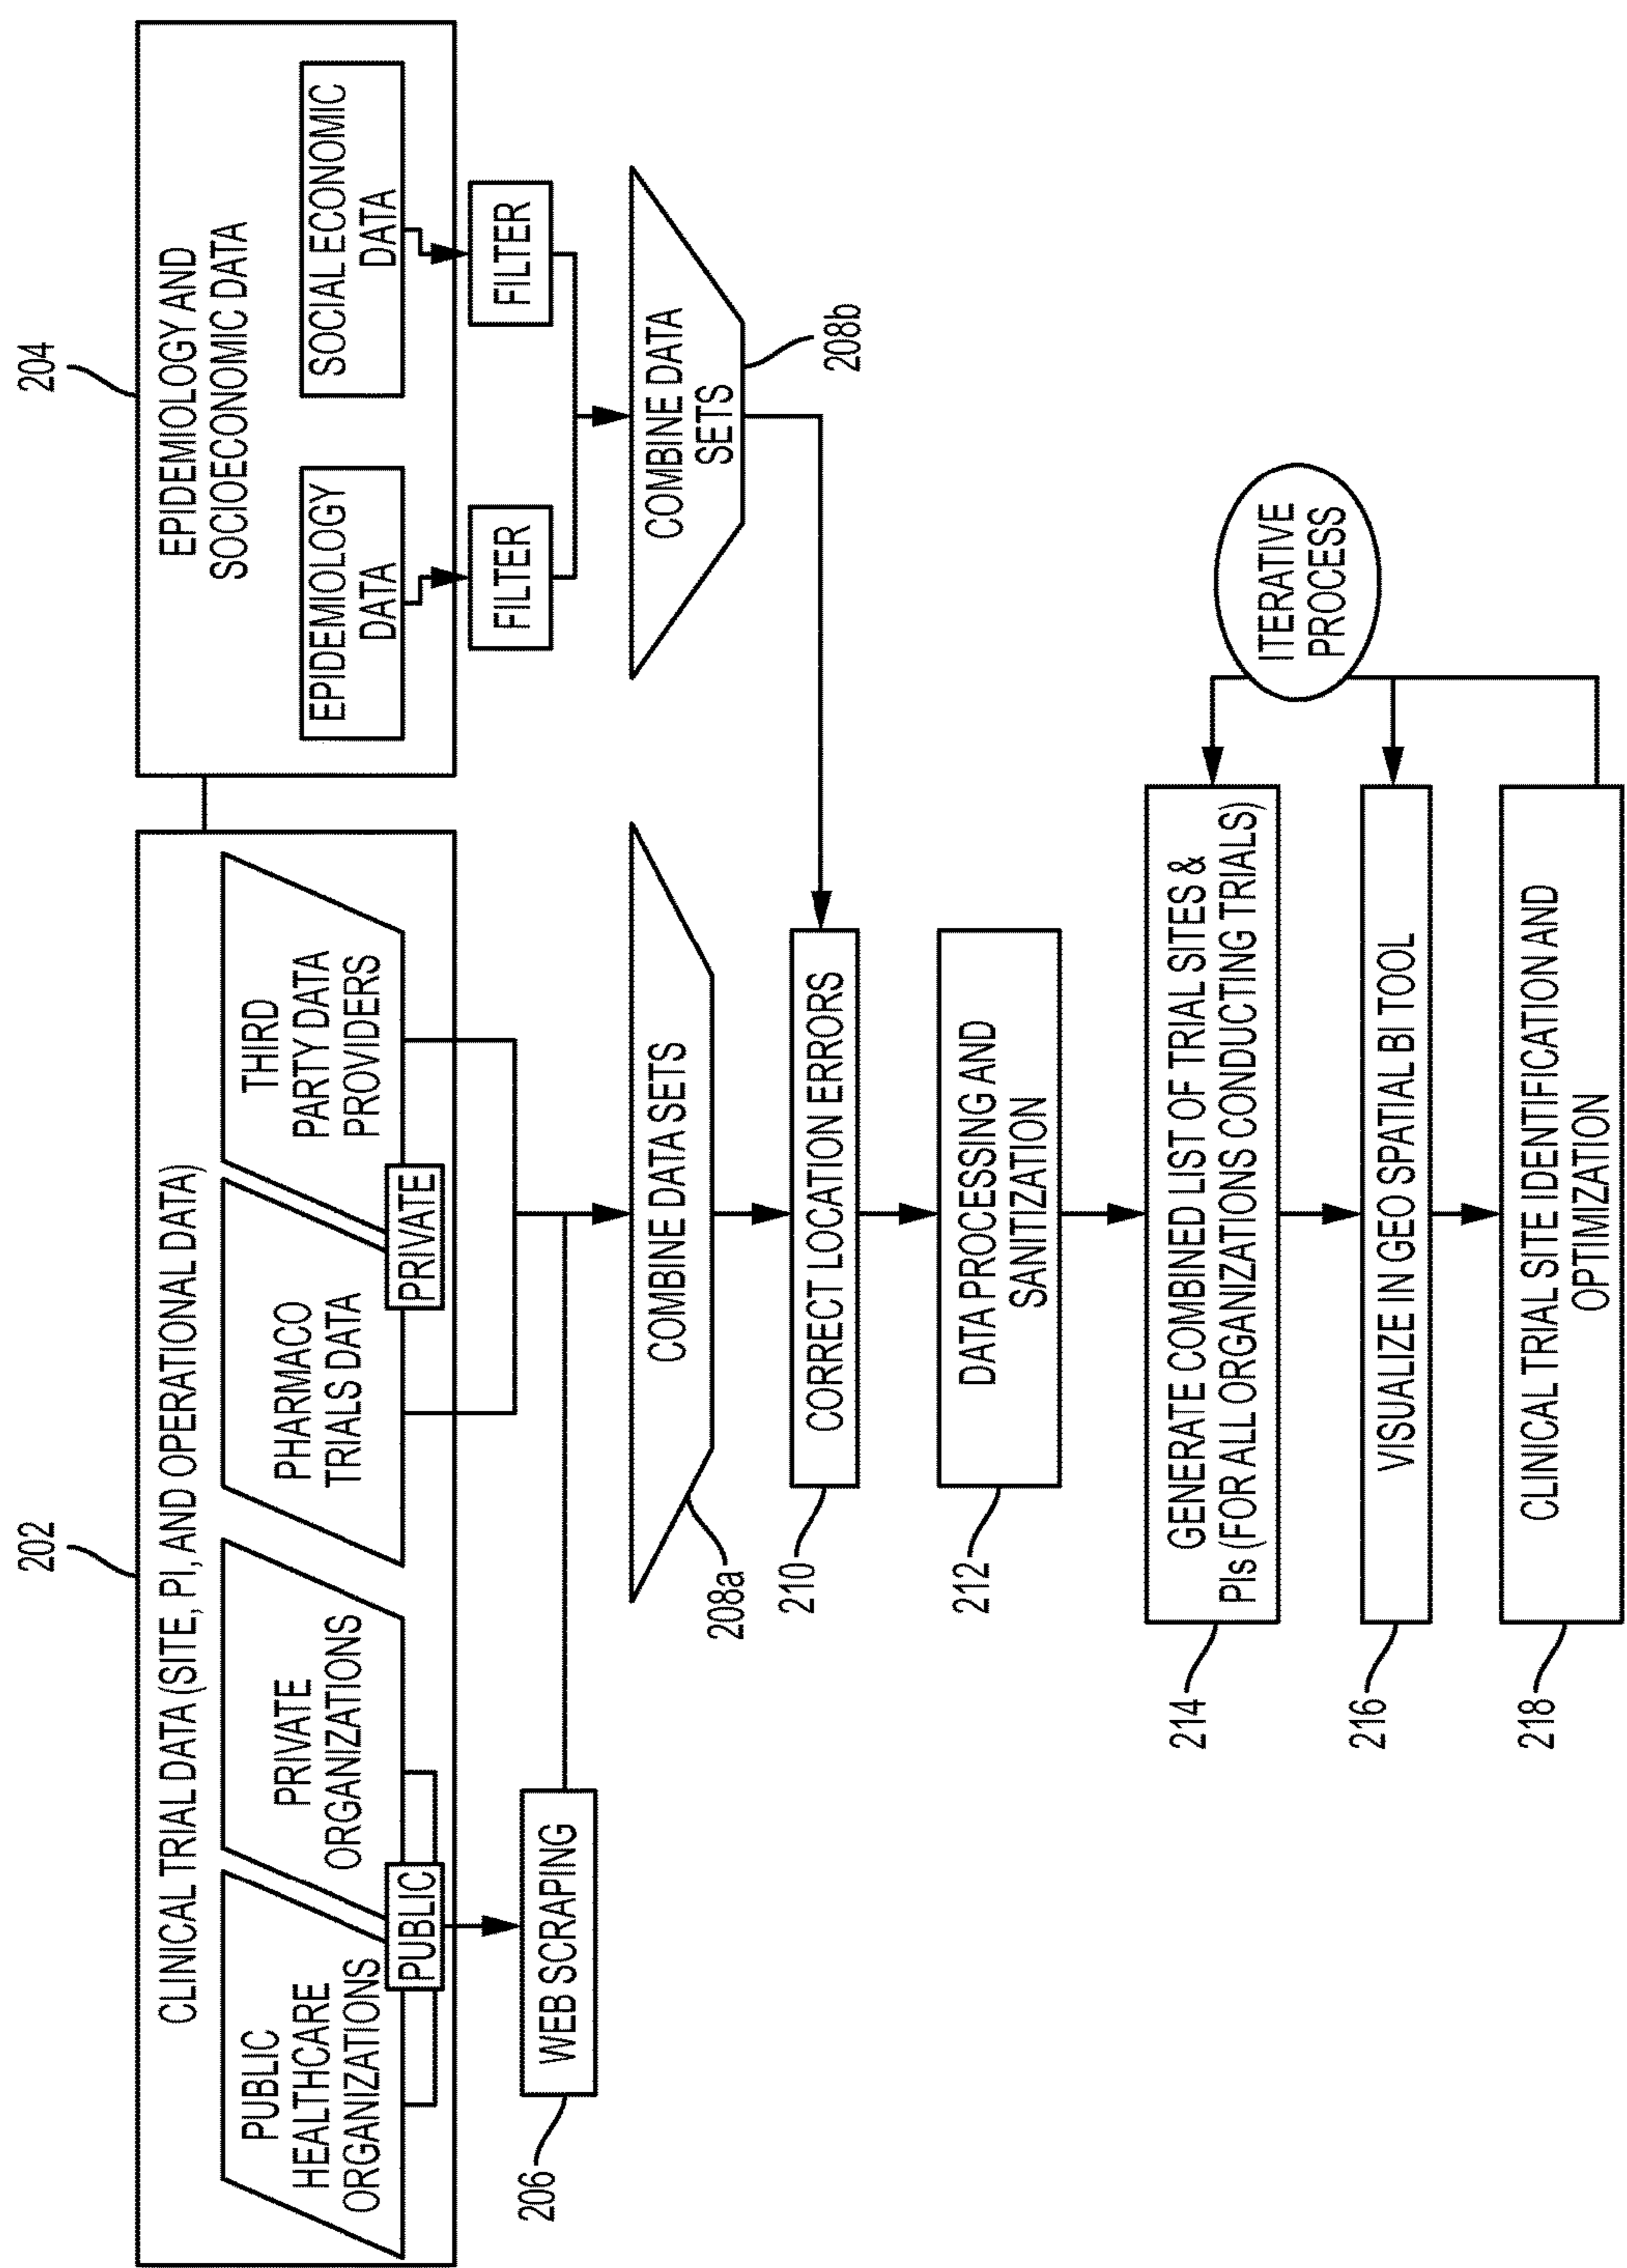 202
204
CLINICAL TRIAL DATA (SITE, PI, AND OPERATIONAL DATA)
PUBLIC
HEALTHCARE
ORGANIZATIONS
PRIVATE
ORGANIZATIONS
PUBLIC
PHARMACO
TRIALS DATA
THIRD
PARTY DATA
PROVIDERS
PRIVATE
EPIDEMIOLOGY AND
SOCIOECONOMIC DATA
EPIDEMIOLOGY
DATA
SOCIAL ECONOMIC
DATA
FILTER
FILTER
206
WEB SCRAPING
COMBINE DATA SETS
208a
COMBINE DATA
SETS
208b
210
CORRECT LOCATION ERRORS
212
DATA PROCESSING AND
SANITIZATION
214
GENERATE COMBINED LIST OF TRIAL SITES &
PIs (FOR ALL ORGANIZATIONS CONDUCTING TRIALS)
ITERATIVE
PROCESS
216
VISUALIZE IN GEO SPATIAL BI TOOL
218
CLINICAL TRIAL SITE IDENTIFICATION AND
OPTIMIZATION